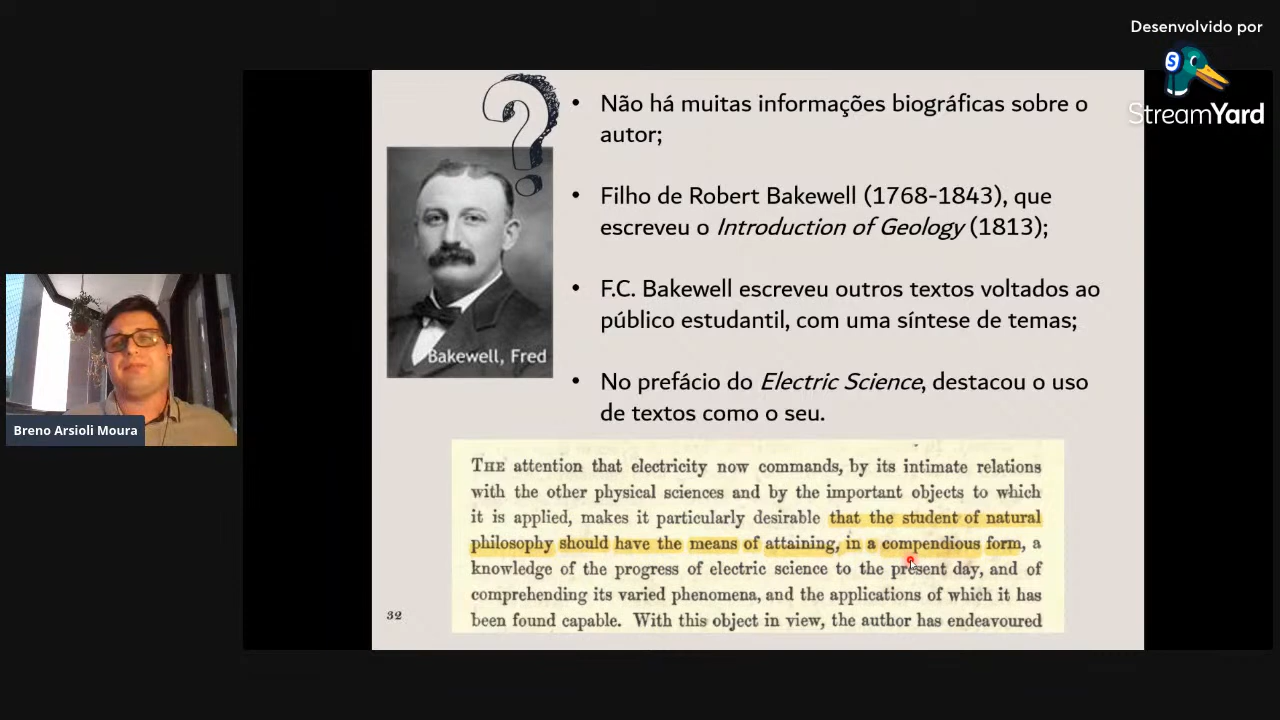 Desenvolvido por
S
StreamYard
?
• Não há muitas informações biográficas sobre o
autor;
• Filho de Robert Bakewell (1768-1843), que
escreveu o Introduction of Geology (1813);
• F.C. Bakewell escreveu outros textos voltados ao
público estudantil, com uma síntese de temas;
• No prefácio do Electric Science, destacou o uso
de textos como o seu.
Bakewell, Fred
Breno Arsioli Moura
THE attention that electricity now commands, by its intimate relations
with the other physical sciences and by the important objects to which
it is applied, makes it particularly desirable that the student of natural
philosophy should have the means of attaining, in a compendious form, a
knowledge of the progress of electric science to the present day, and of
comprehending its varied phenomena, and the applications of which it has
been found capable. With this object in view, the author has endeavoured
32